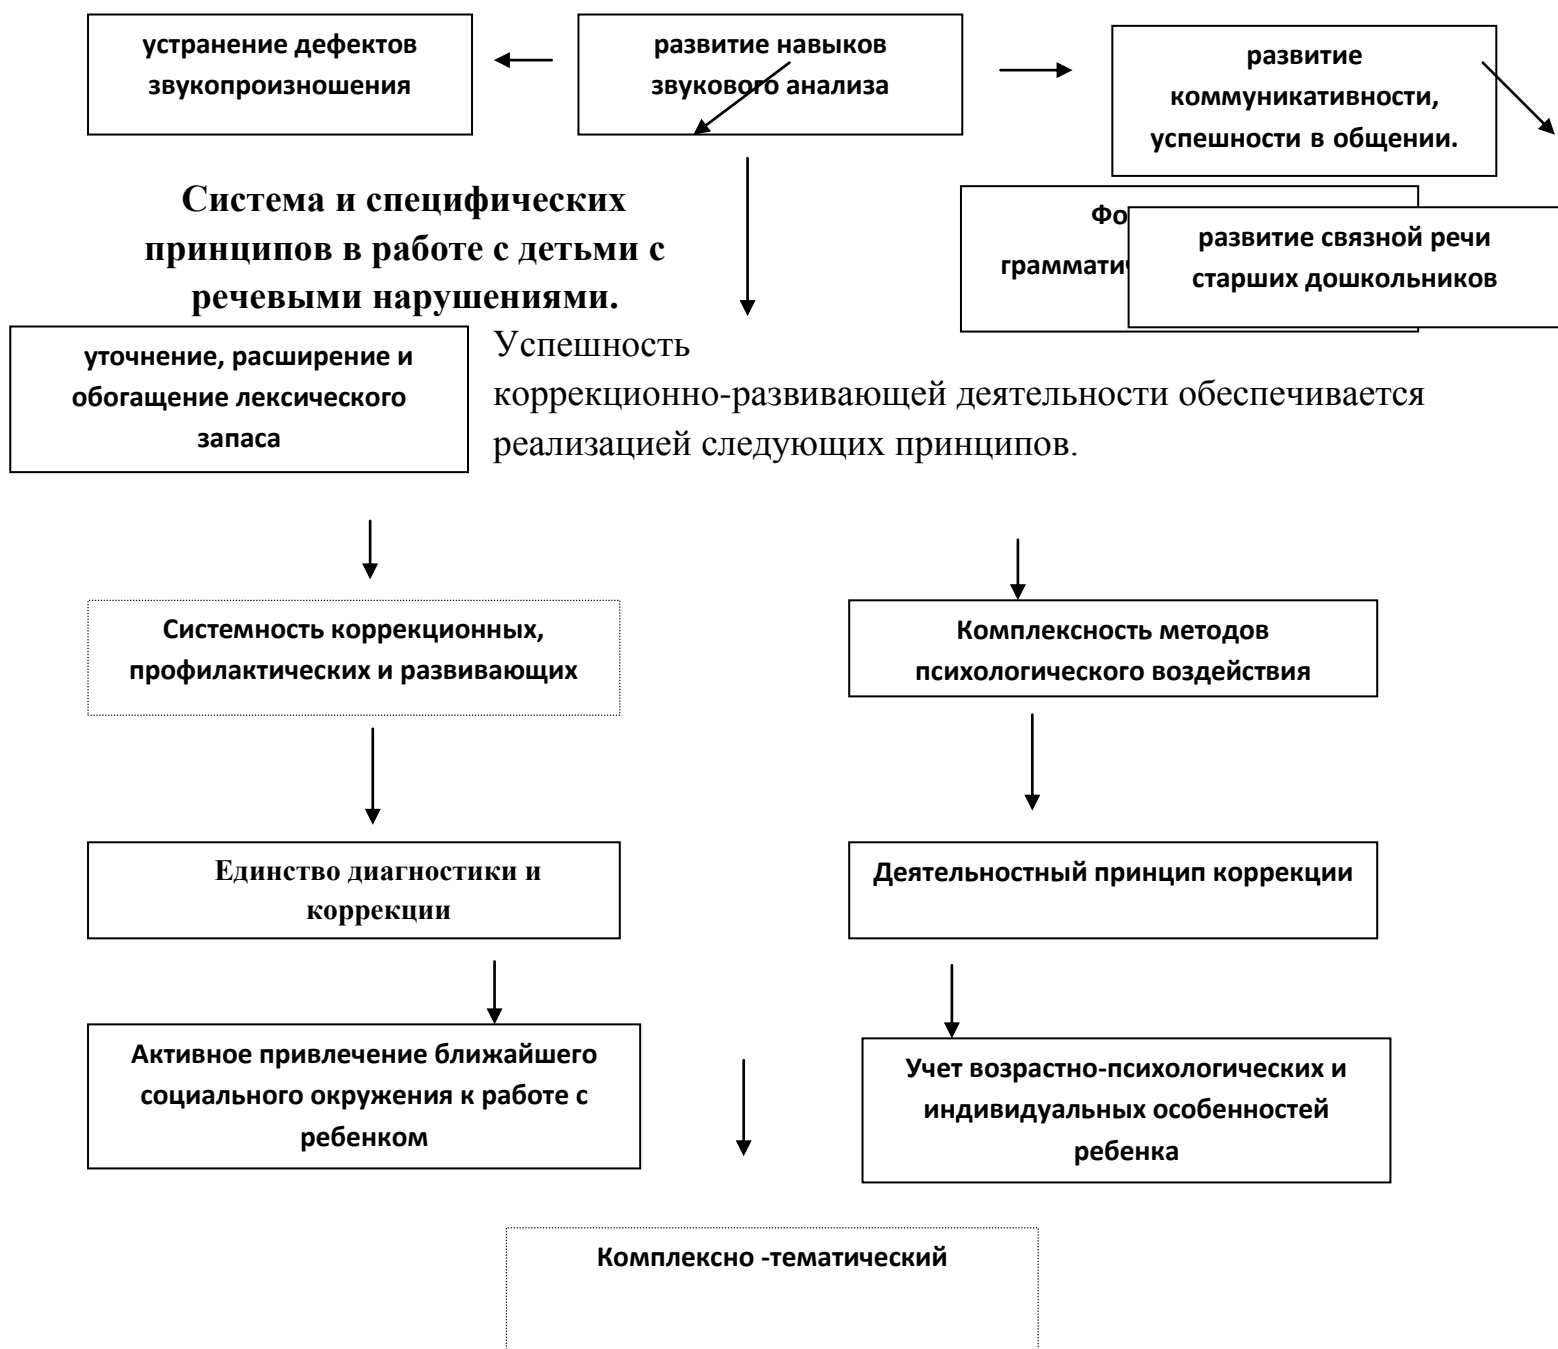 устранение дефектов
звукопроизношения
развитие навыков
звукового анализа
развитие
коммуникативности,
успешности в общении.
Система и специфических
принципов в работе с детьми с
речевыми нарушениями.
развитие связной речи
старших дошкольников
уточнение, расширение и
обогащение лексического
запаса
Успешность
коррекционно-развивающей деятельности обеспечивается
реализацией следующих принципов.
Системность коррекционных,
профилактических и развивающих
Комплексность методов
психологического воздействия
Единство диагностики и
коррекции
Деятельностный принцип коррекции
Активное привлечение ближайшего
социального окружения к работе с
ребенком
Учет возрастно-психологических и
индивидуальных особенностей
ребенка
Комплексно -тематический